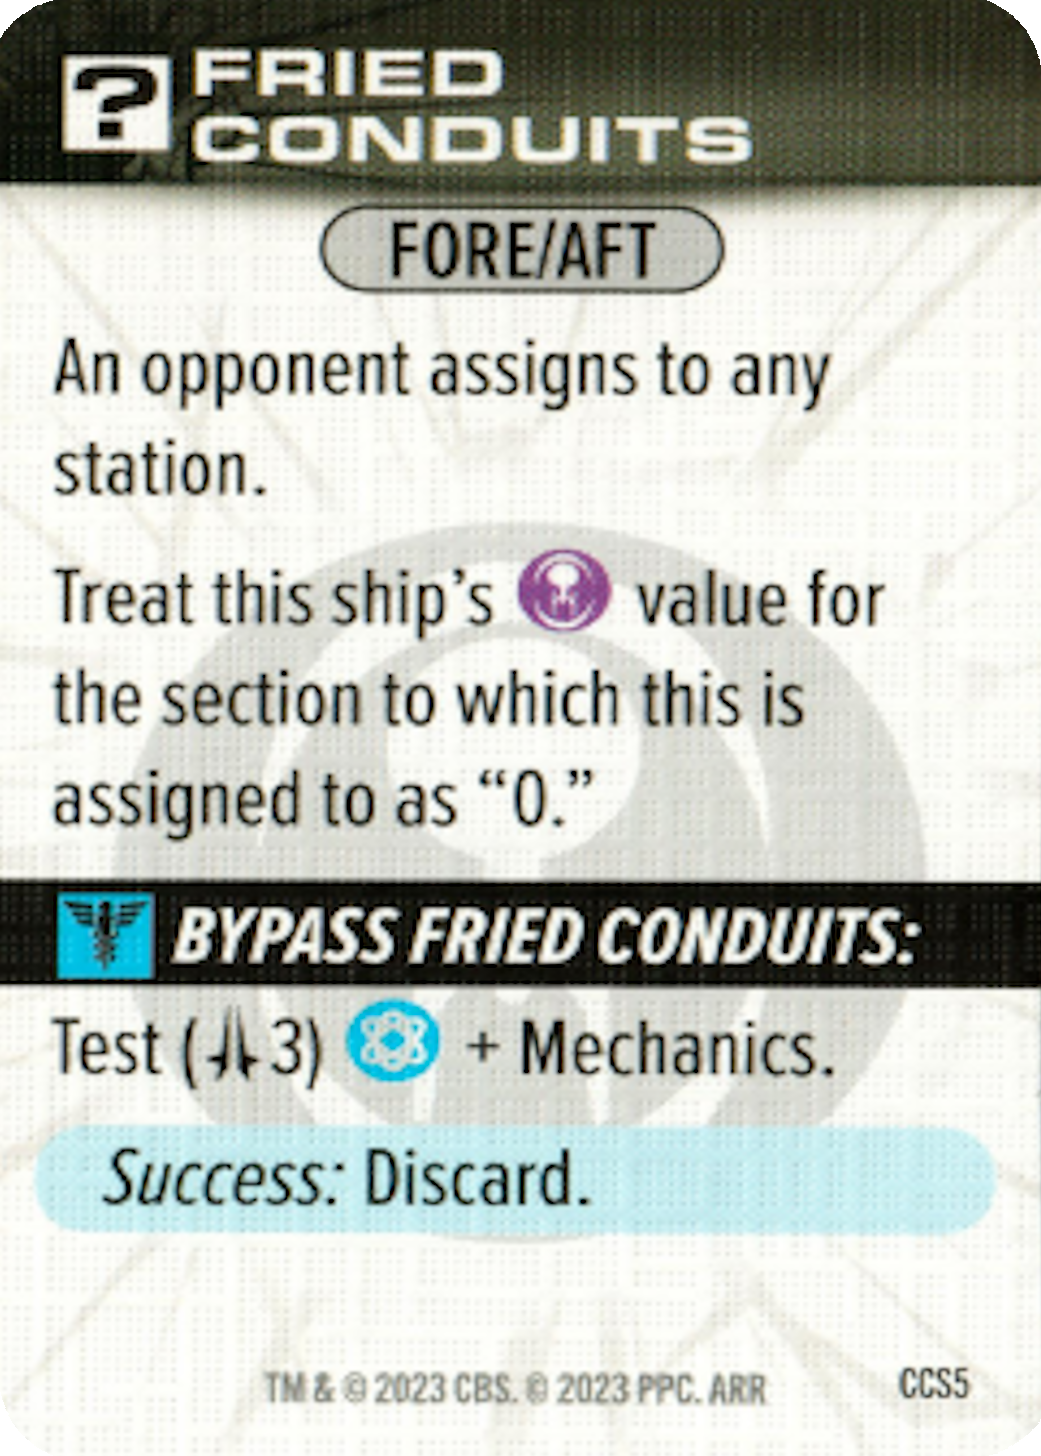 ?
FRIED
CONDUITS
FORE/AFT
An opponent assigns to any
station.
Treat this ship’s value for
the section to which this is
assigned to as “0.”
BYPASS FRIED CONDUITS:
Test (3) + Mechanics.
Success: Discard.
TM & © 2023 CBS. © 2023 PPC. ARR
CCS5